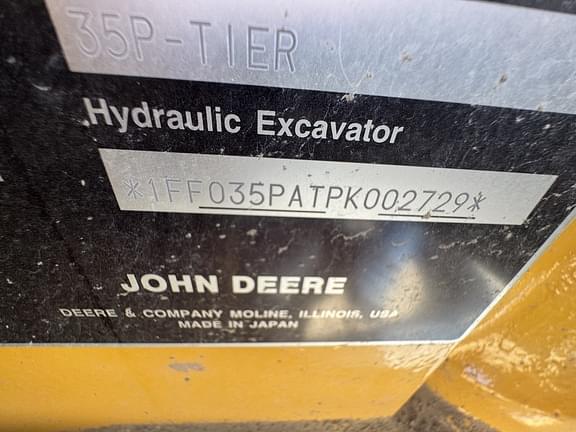 35P-TIER
Hydraulic Excavator
*1FF035PATPK002729*
JOHN DEERE
DEERE & COMPANY MOLINE, ILLINOIS, USA
MADE IN JAPAN